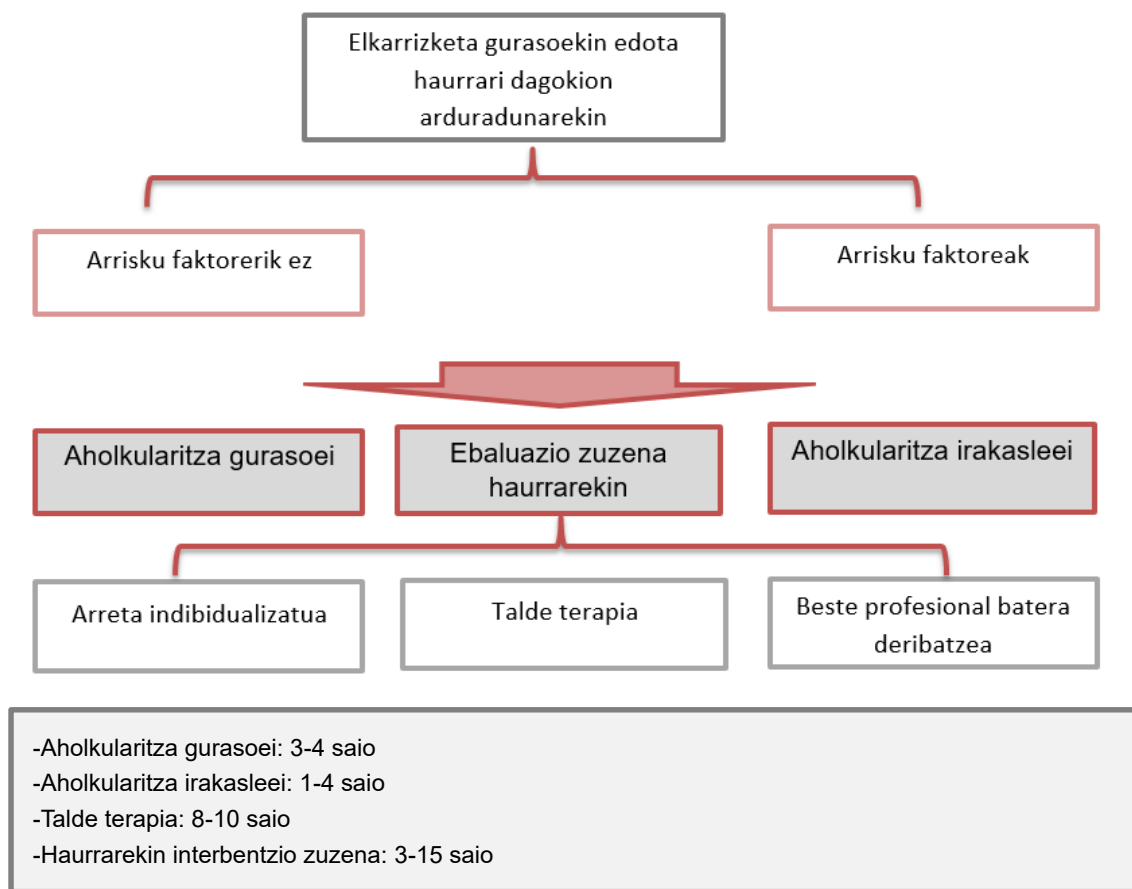 Elkarrizketa gurasoekin edota
haurrari dagokion
arduradunarekin
Arrisku faktorerik ez
Arrisku faktoreak
Aholkularitza gurasoei
Ebaluazio zuzena
haurrarekin
Aholkularitza irakasleei
Arreta indibidualizatua
Talde terapia
Beste profesional batera
deribatzea
-Aholkularitza gurasoei: 3-4 saio
-Aholkularitza irakasleei: 1-4 saio
-Talde terapia: 8-10 saio
-Haurrarekin interbentzio zuzena: 3-15 saio